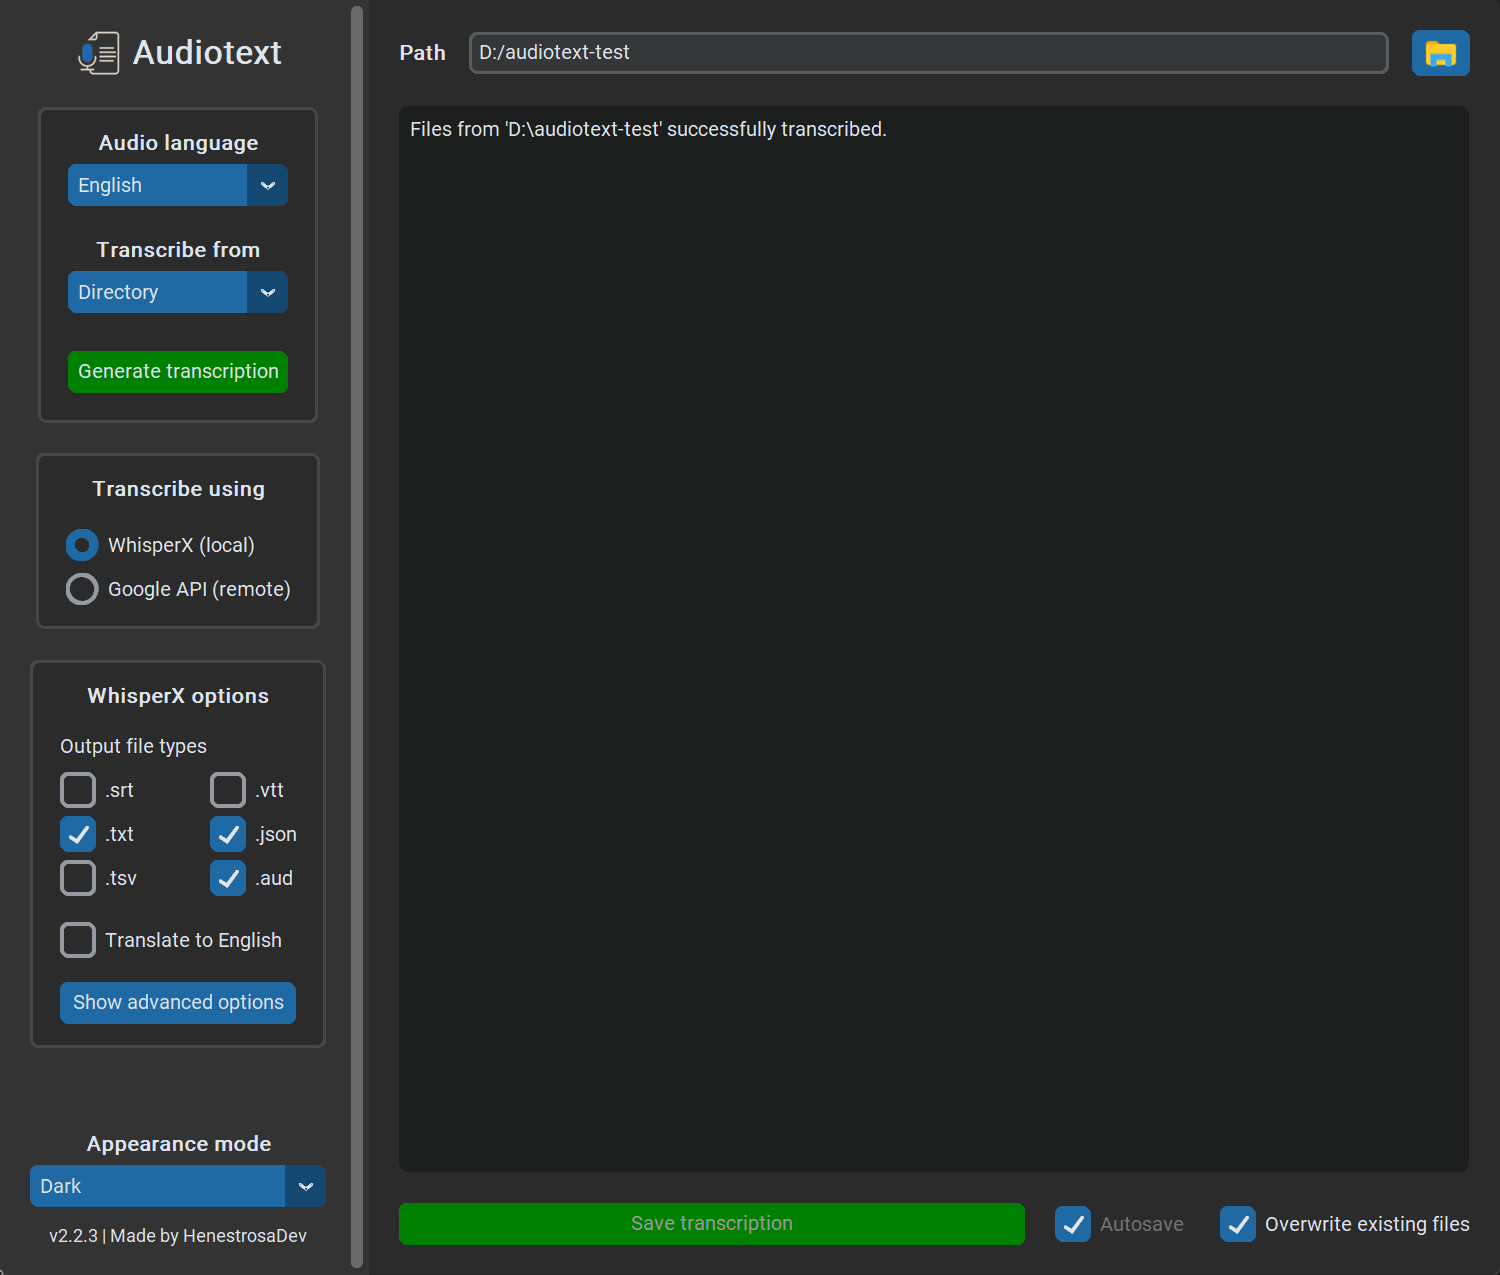 Audiotext
Audio language
English
Transcribe from
Directory
Generate transcription
Transcribe using
WhisperX (local)
Google API (remote)
WhisperX options
Output file types
.srt .vtt
.txt .json
.tsv .aud
Translate to English
Show advanced options
Appearance mode
Dark
v2.2.3 | Made by HenestrosaDev
Path D:/audiotext-test
Files from 'D:\audiotext-test' successfully transcribed.
Save transcription Autosave Overwrite existing files